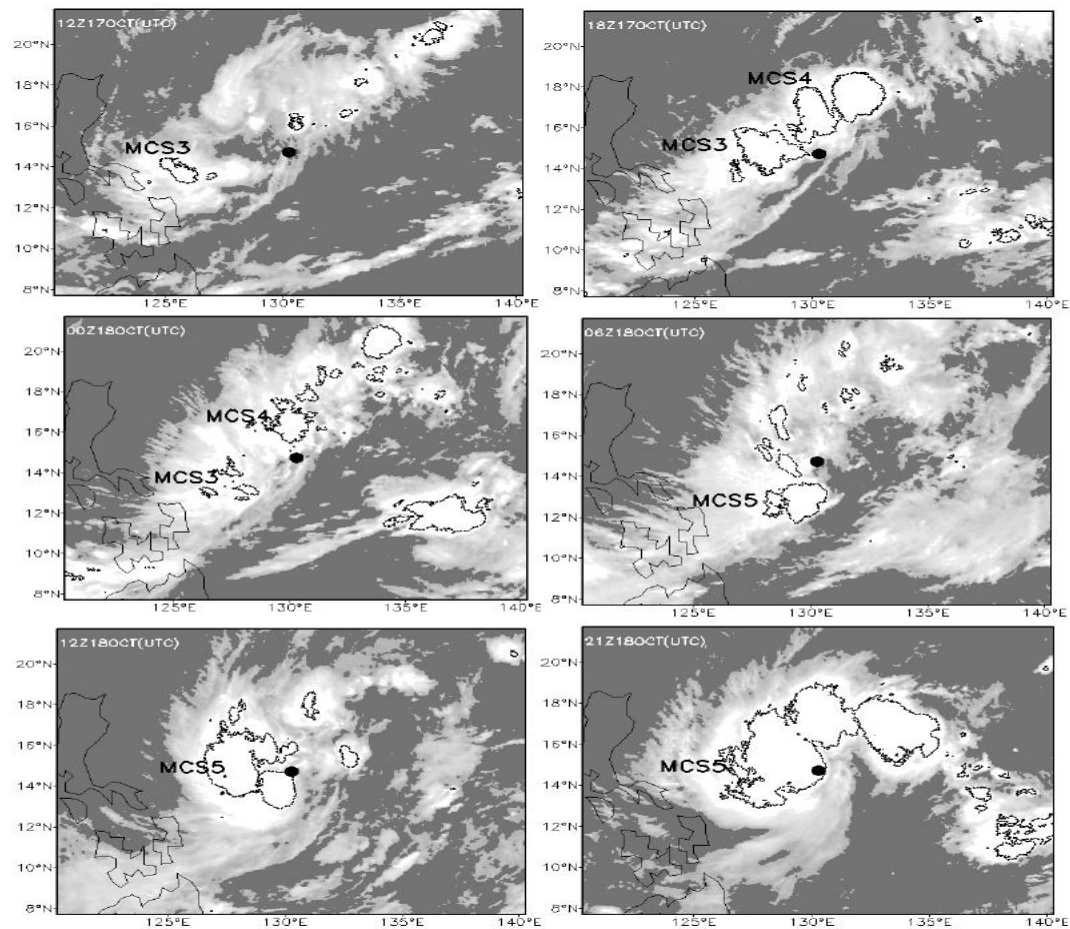 12Z17OCT(UTC)
20°N
18°N
16°N
14°N
12°N
10°N
8°N
MCS3
125°E
130°E
135°E
140°E
18Z17OCT(UTC)
20°N
18°N
16°N
14°N
12°N
10°N
8°N
MCS4
MCS3
125°E
130°E
135°E
140°E
00Z18OCT(UTC)
20°N
18°N
16°N
14°N
12°N
10°N
8°N
MCS4
MCS3
125°E
130°E
135°E
140°E
06Z18OCT(UTC)
20°N
18°N
16°N
14°N
12°N
10°N
8°N
MCS5
125°E
130°E
135°E
140°E
12Z18OCT(UTC)
20°N
18°N
16°N
14°N
12°N
10°N
8°N
MCS5
125°E
130°E
135°E
140°E
21Z18OCT(UTC)
20°N
18°N
16°N
14°N
12°N
10°N
8°N
MCS5
125°E
130°E
135°E
140°E